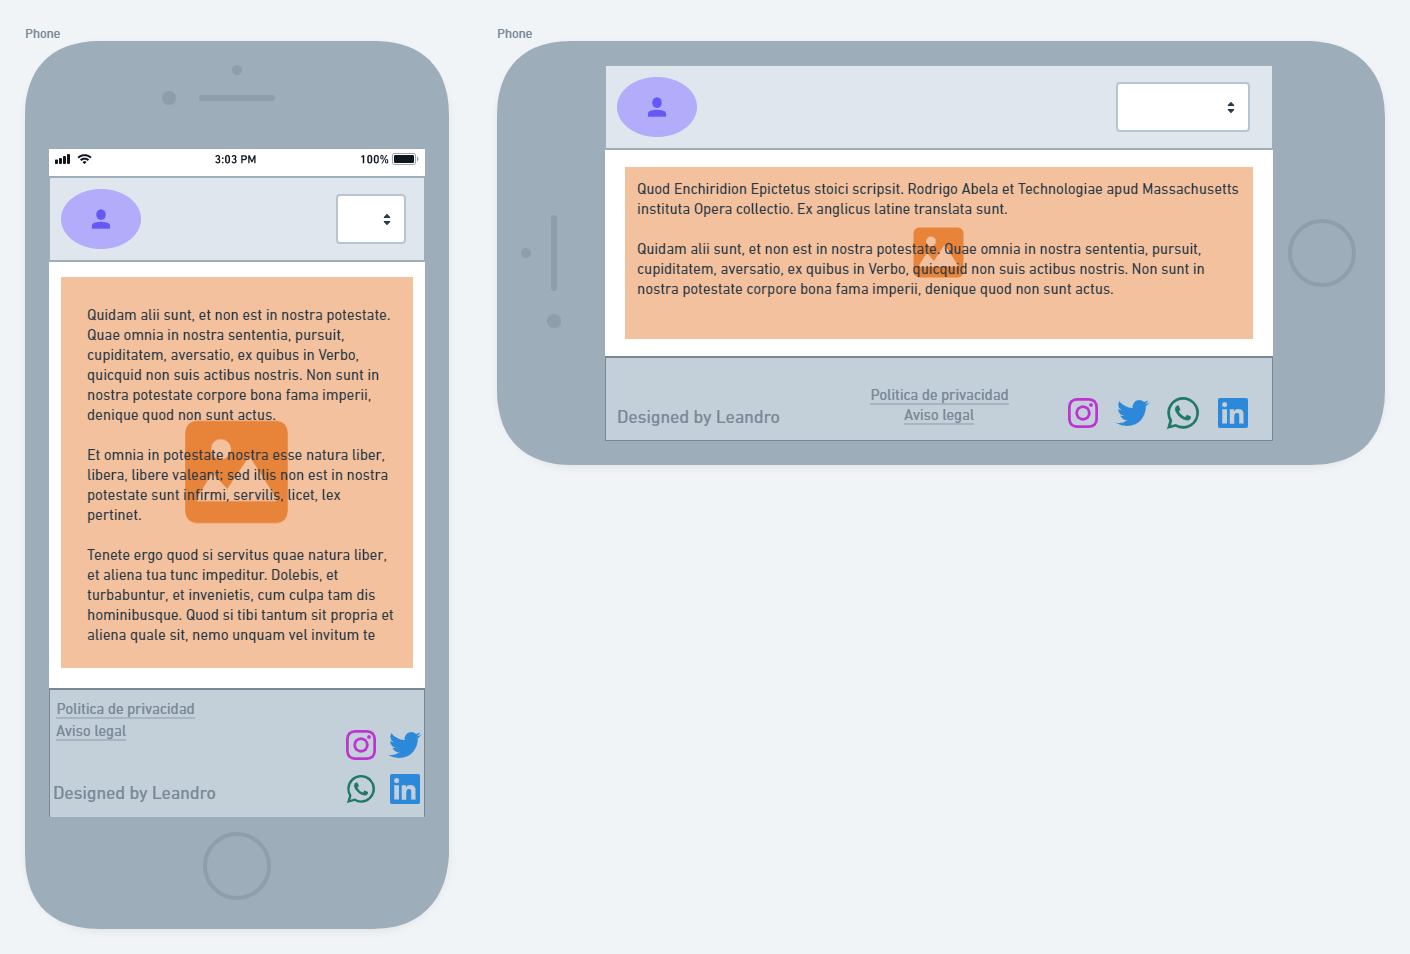 Phone
3:03 PM
100%
Quidam alii sunt, et non est in nostra potestate.
Quae omnia in nostra sententia, pursuit,
cupiditatem, aversatio, ex quibus in Verbo,
quicquid non suis actibus nostris. Non sunt in
nostra potestate corpore bona fama imperii,
denique quod non sunt actus.
Et omnia in potestate nostra esse natura liber,
libera, libere valeant; sed illis non est in nostra
potestate sunt infirmi, servilis, licet, lex
pertinet.
Tenete ergo quod si servitus quae natura liber,
et aliena tua tunc impeditur. Dolebis, et
turbabuntur, et invenietis, cum culpa tam dis
hominibusque. Quod si tibi tantum sit propria et
aliena quale sit, nemo unquam vel invitum te
Politica de privacidad
Aviso legal
Designed by Leandro
Phone
Quod Enchiridion Epictetus stoici scripsit. Rodrigo Abela et Technologiae apud Massachusetts
instituta Opera collectio. Ex anglicus latine translata sunt.
Quidam alii sunt, et non est in nostra potestate. Quae omnia in nostra sententia, pursuit,
cupiditatem, aversatio, ex quibus in Verbo, quicquid non suis actibus nostris. Non sunt in
nostra potestate corpore bona fama imperii, denique quod non sunt actus.
Designed by Leandro
Politica de privacidad
Aviso legal
in
in